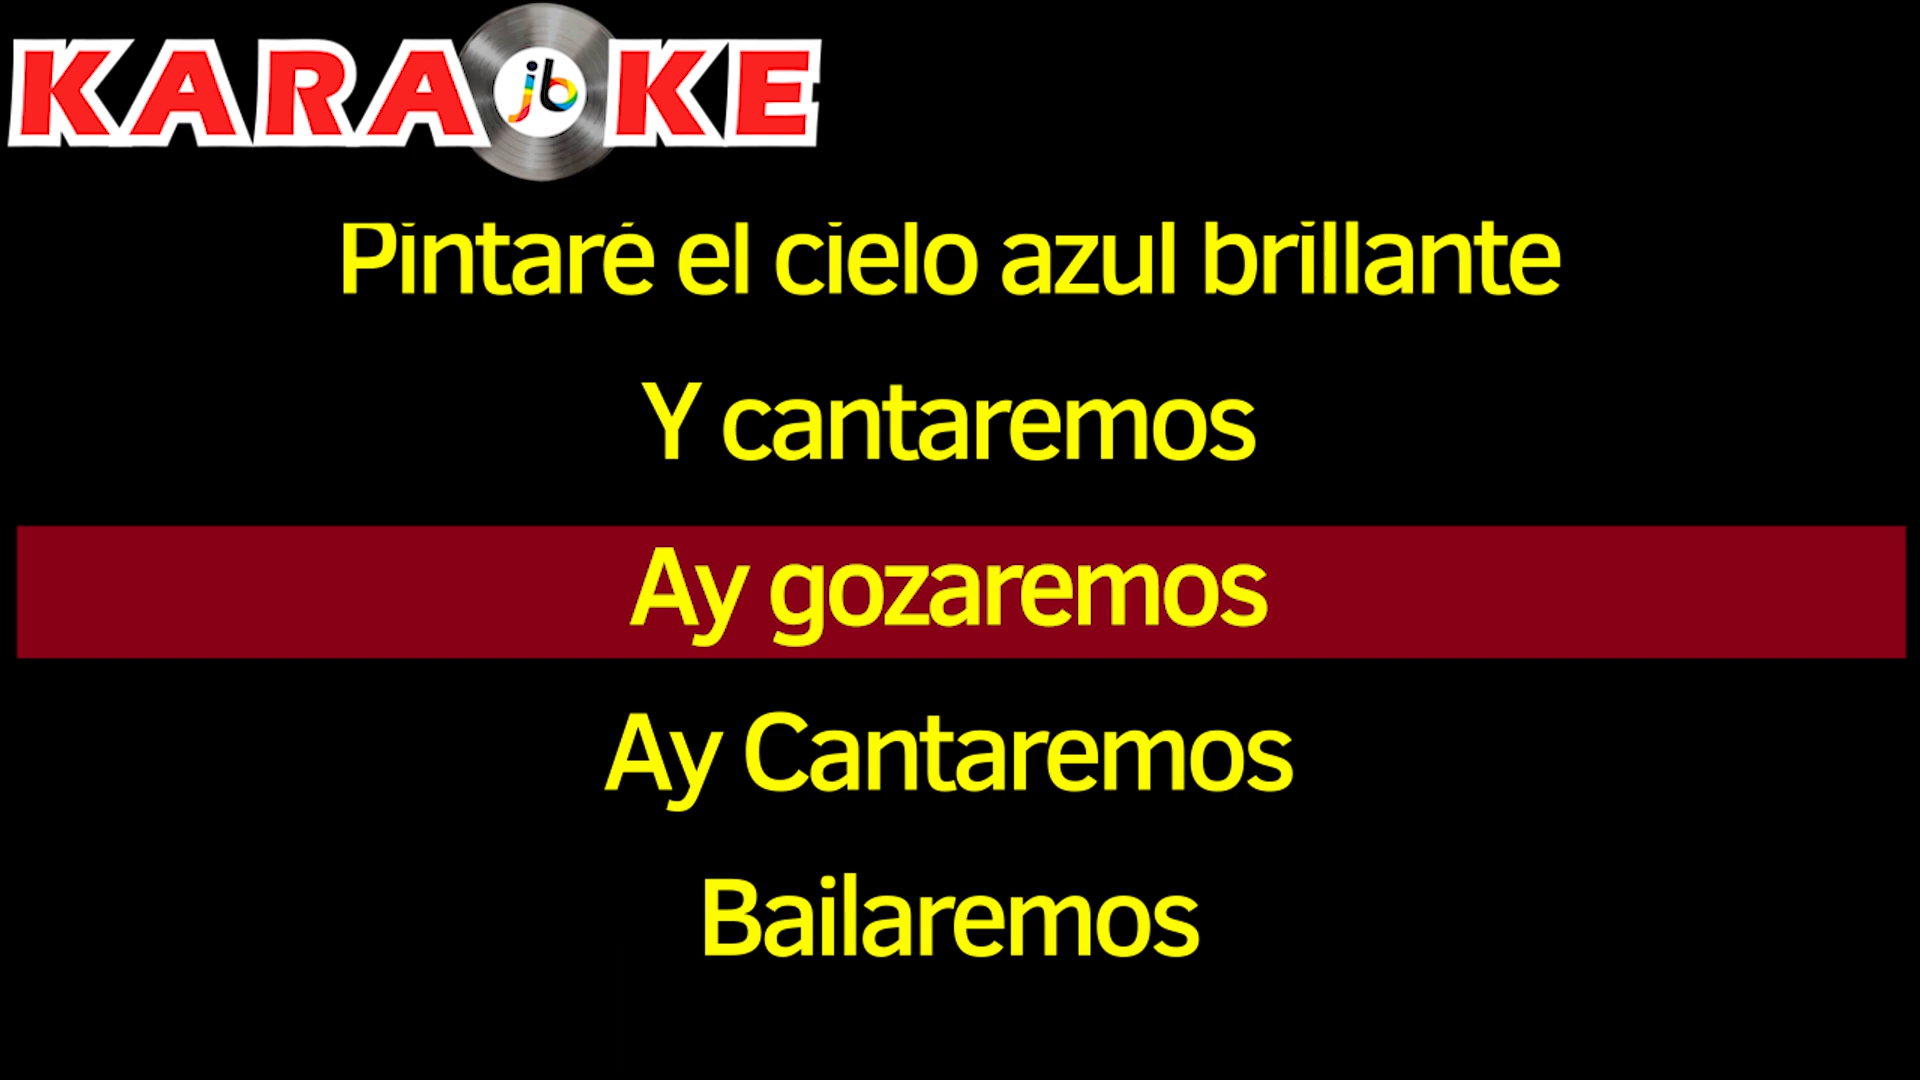 KARAOKE
jb
Pintaré el cielo azul brillante
Y cantaremos
Ay gozaremos
Ay Cantaremos
Bailaremos